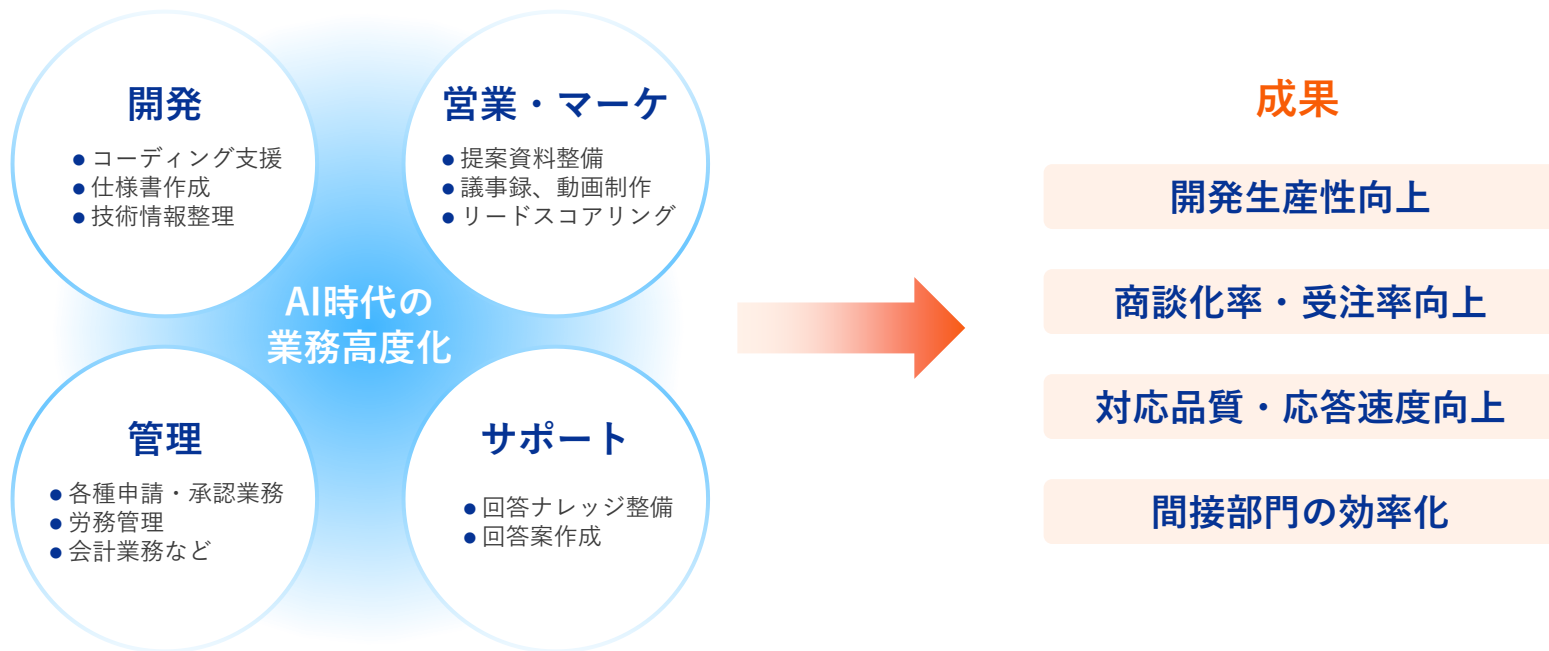 開発
● コーディング支援
● 仕様書作成
● 技術情報整理
営業・マーケ
● 提案資料整備
● 議事録、動画制作
● リードスコアリング
AI時代の
業務高度化
管理
● 各種申請・承認業務
● 労務管理
● 会計業務など
サポート
● 回答ナレッジ整備
● 回答案作成
成果
開発生産性向上
商談化率・受注率向上
対応品質・応答速度向上
間接部門の効率化